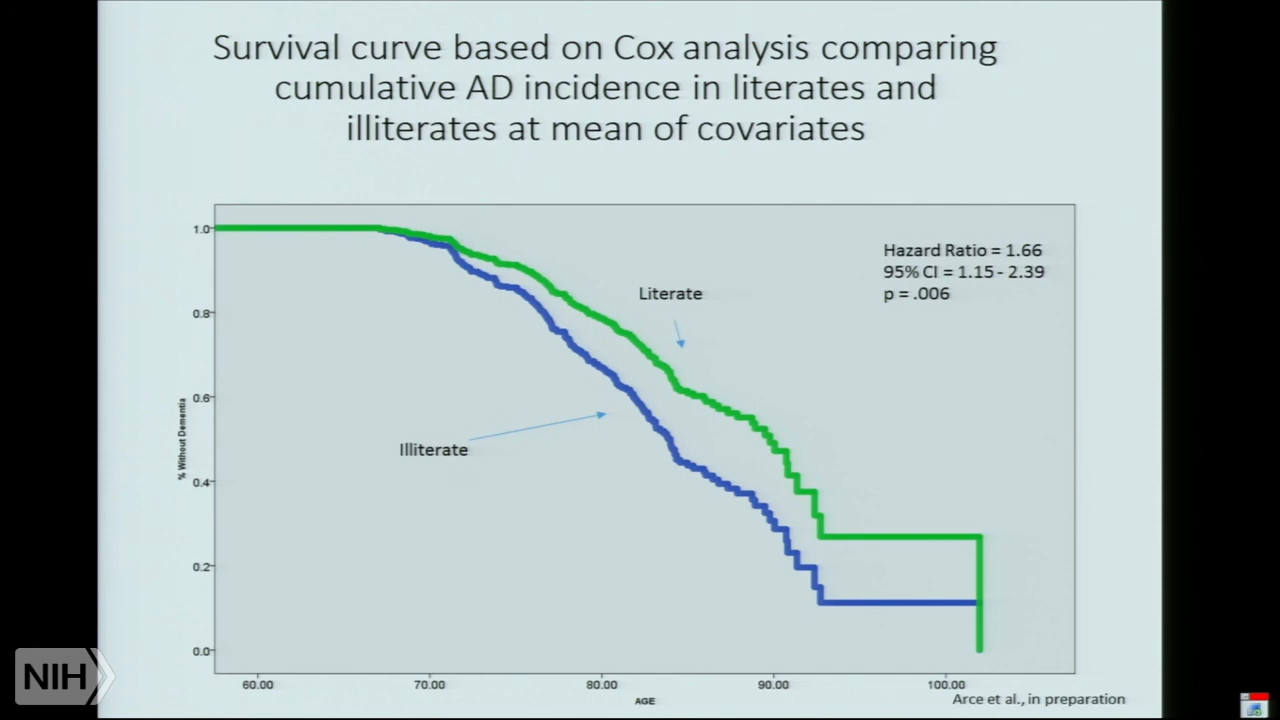 Survival curve based on Cox analysis comparing
cumulative AD incidence in literates and
illiterates at mean of covariates
Hazard Ratio = 1.66
95% CI = 1.15 - 2.39
p = .006
Literate
Illiterate
% Without Dementia
1.0
0.8
0.6
0.4
0.2
0.0
60.00
70.00
80.00
90.00
100.00
AGE
Arce et al., in preparation
NIH